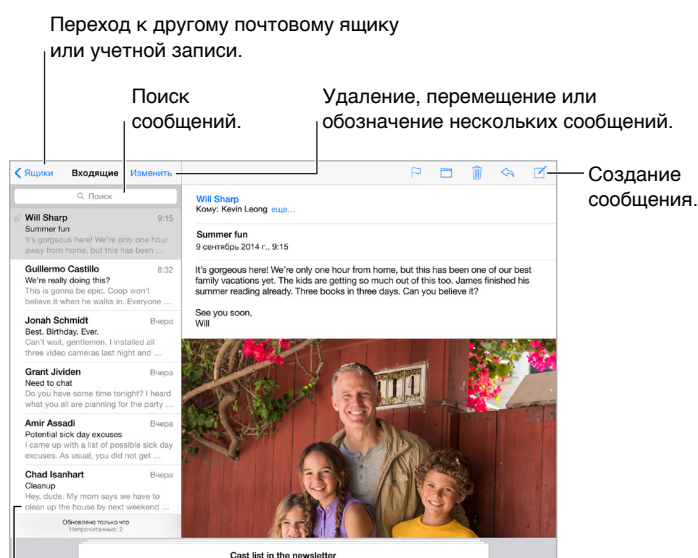 Переход к другому почтовому ящику
или учетной записи.
Поиск
сообщений.
Удаление, перемещение или
обозначение нескольких сообщений.
Создание
сообщения.
Ящики Входящие Изменить
Поиск
Will Sharp 9:15
Summer fun
It's gorgeous here! We're only one hour
away from home, but this has been ...
Guillermo Castillo 8:32
We're really doing this?
This is gonna be epic. Coop won't
believe it when he walks in. Everyone ...
Jonah Schmidt Вчера
Best. Birthday. Ever.
Can't wait, gentlemen. I installed all
three video cameras last night and ...
Grant Jividen Вчера
Need to chat
Do you have some time tonight? I heard
what you all are planning for the party ...
Amir Assadi Вчера
Potential sick day excuses
I came up with a list of possible sick day
excuses. As usual, you did not get ...
Chad Isanhart Вчера
Cleanup
Hey, dude. My mom says we have to
clean up the house by next weekend ...
Обновлено только что
Непрочитанных: 2
Will Sharp
Кому: Kevin Leong еще...
Summer fun
9 сентябрь 2014 г., 9:15
It's gorgeous here! We're only one hour from home, but this has been one of our best
family vacations yet. The kids are getting so much out of this too. James finished his
summer reading already. Three books in three days. Can you believe it?
See you soon,
Will
114
Cast list in the newsletter